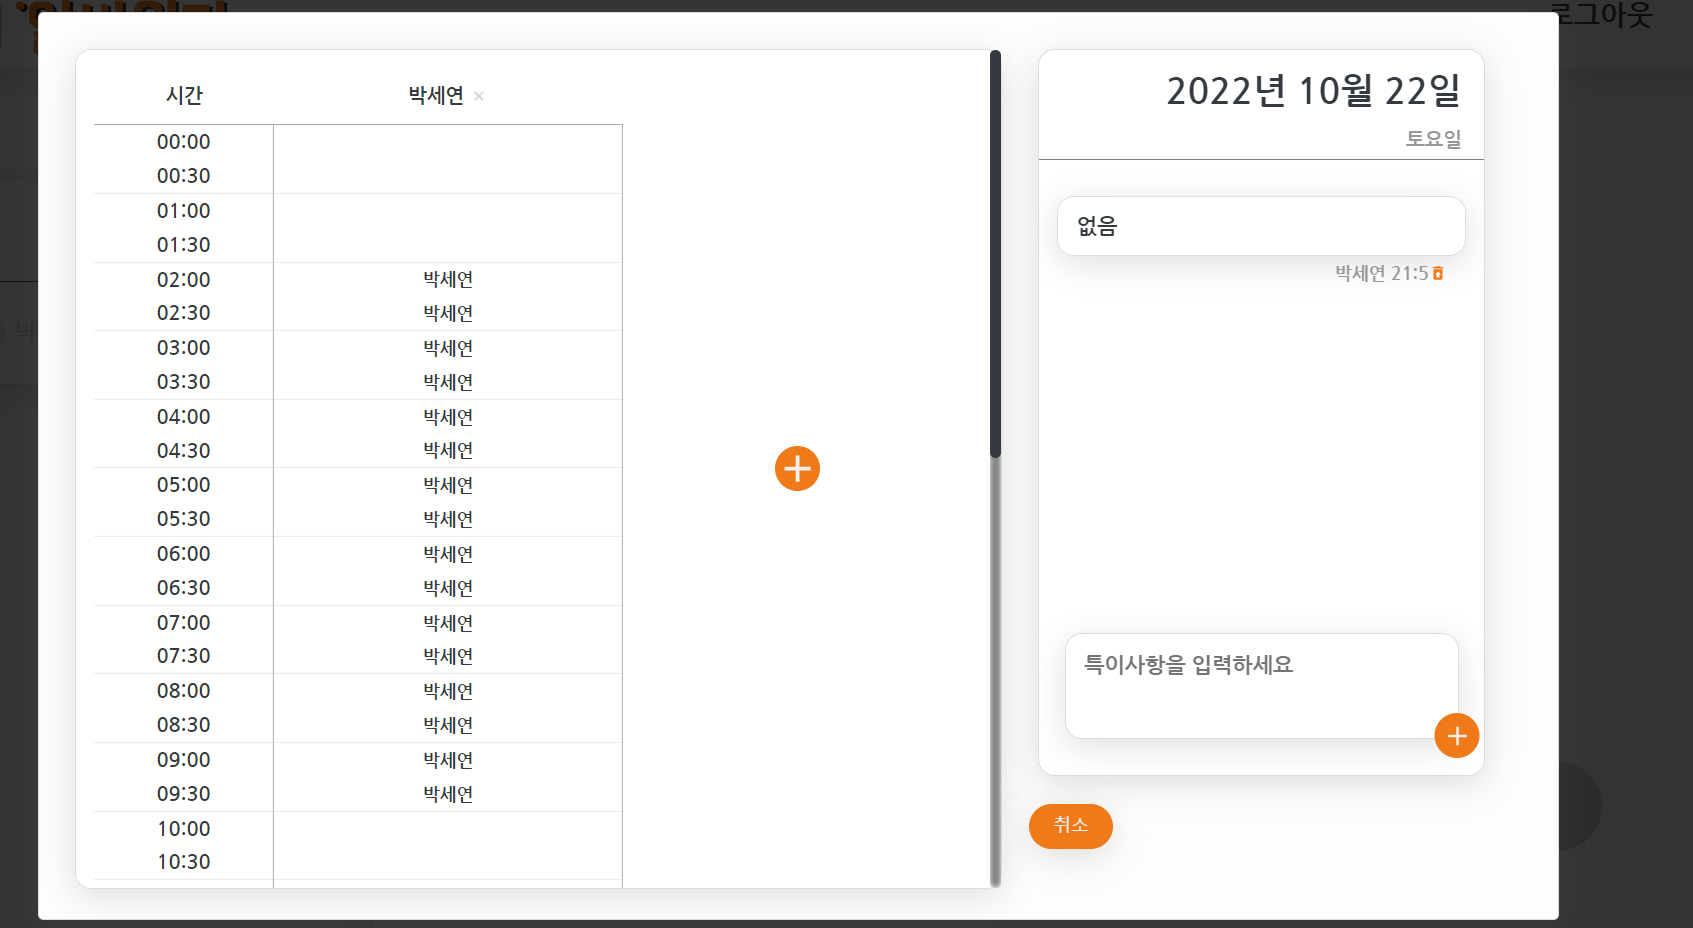 로그아웃
시간 박세연 ×
00:00
00:30
01:00
01:30
02:00 박세연
02:30 박세연
03:00 박세연
03:30 박세연
04:00 박세연
04:30 박세연
05:00 박세연
05:30 박세연
06:00 박세연
06:30 박세연
07:00 박세연
07:30 박세연
08:00 박세연
08:30 박세연
09:00 박세연
09:30 박세연
10:00
10:30
2022년 10월 22일
토요일
없음
박세연 21:5
특이사항을 입력하세요
취소